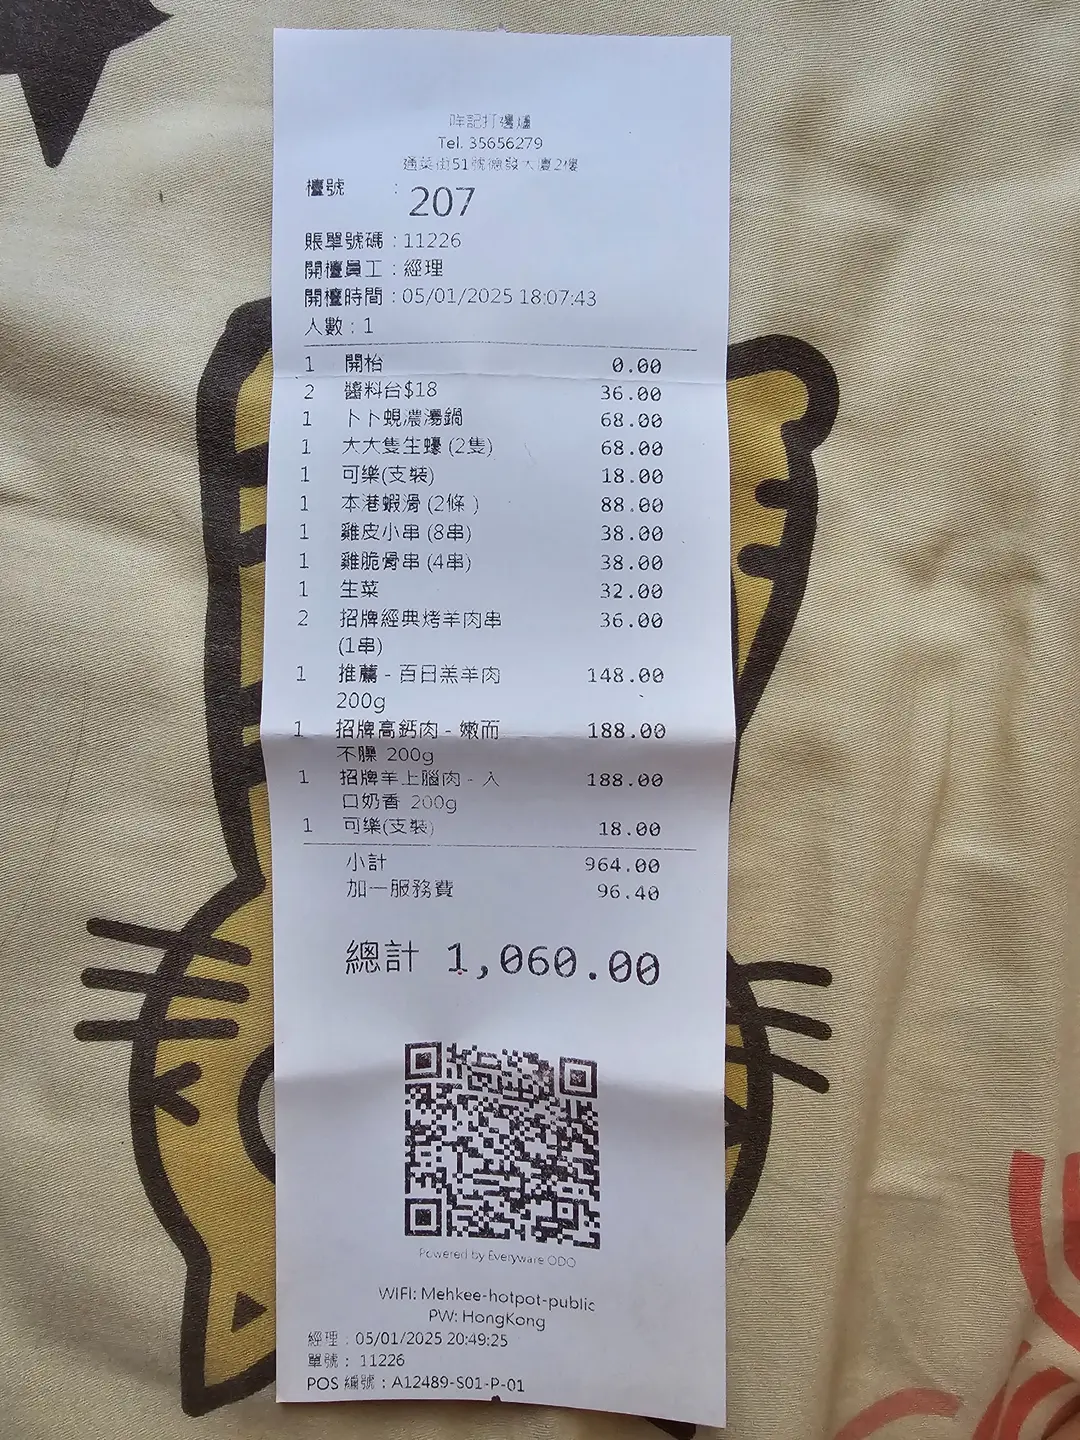 咩記打邊爐
Tel. 35656279
通菜街51號德發大廈2樓
檯號 : 207
賬單號碼 : 11226
開檯員工 : 經理
開檯時間 : 05/01/2025 18:07:43
人數 : 1
1 開枱 0.00
2 醬料台$18 36.00
1 卜卜蜆濃湯鍋 68.00
1 大大隻生蠔 (2隻) 68.00
1 可樂(支裝) 18.00
1 本港蝦滑 (2條 ) 88.00
1 雞皮小串 (8串) 38.00
1 雞脆骨串 (4串) 38.00
1 生菜 32.00
2 招牌經典烤羊肉串 36.00
(1串)
1 推薦 - 百日羔羊肉 148.00
200g
1 招牌高鈣肉 - 嫩而 188.00
不臊 200g
1 招牌羊上腦肉 - 入 188.00
口奶香 200g
1 可樂(支裝) 18.00
小計 964.00
加一服務費 96.40
總計 1,060.00
Powered by Everyware ODO
WIFI: Mehkee-hotpot-public
PW: HongKong
經理 : 05/01/2025 20:49:25
單號 : 11226
POS 編號 : A12489-S01-P-01